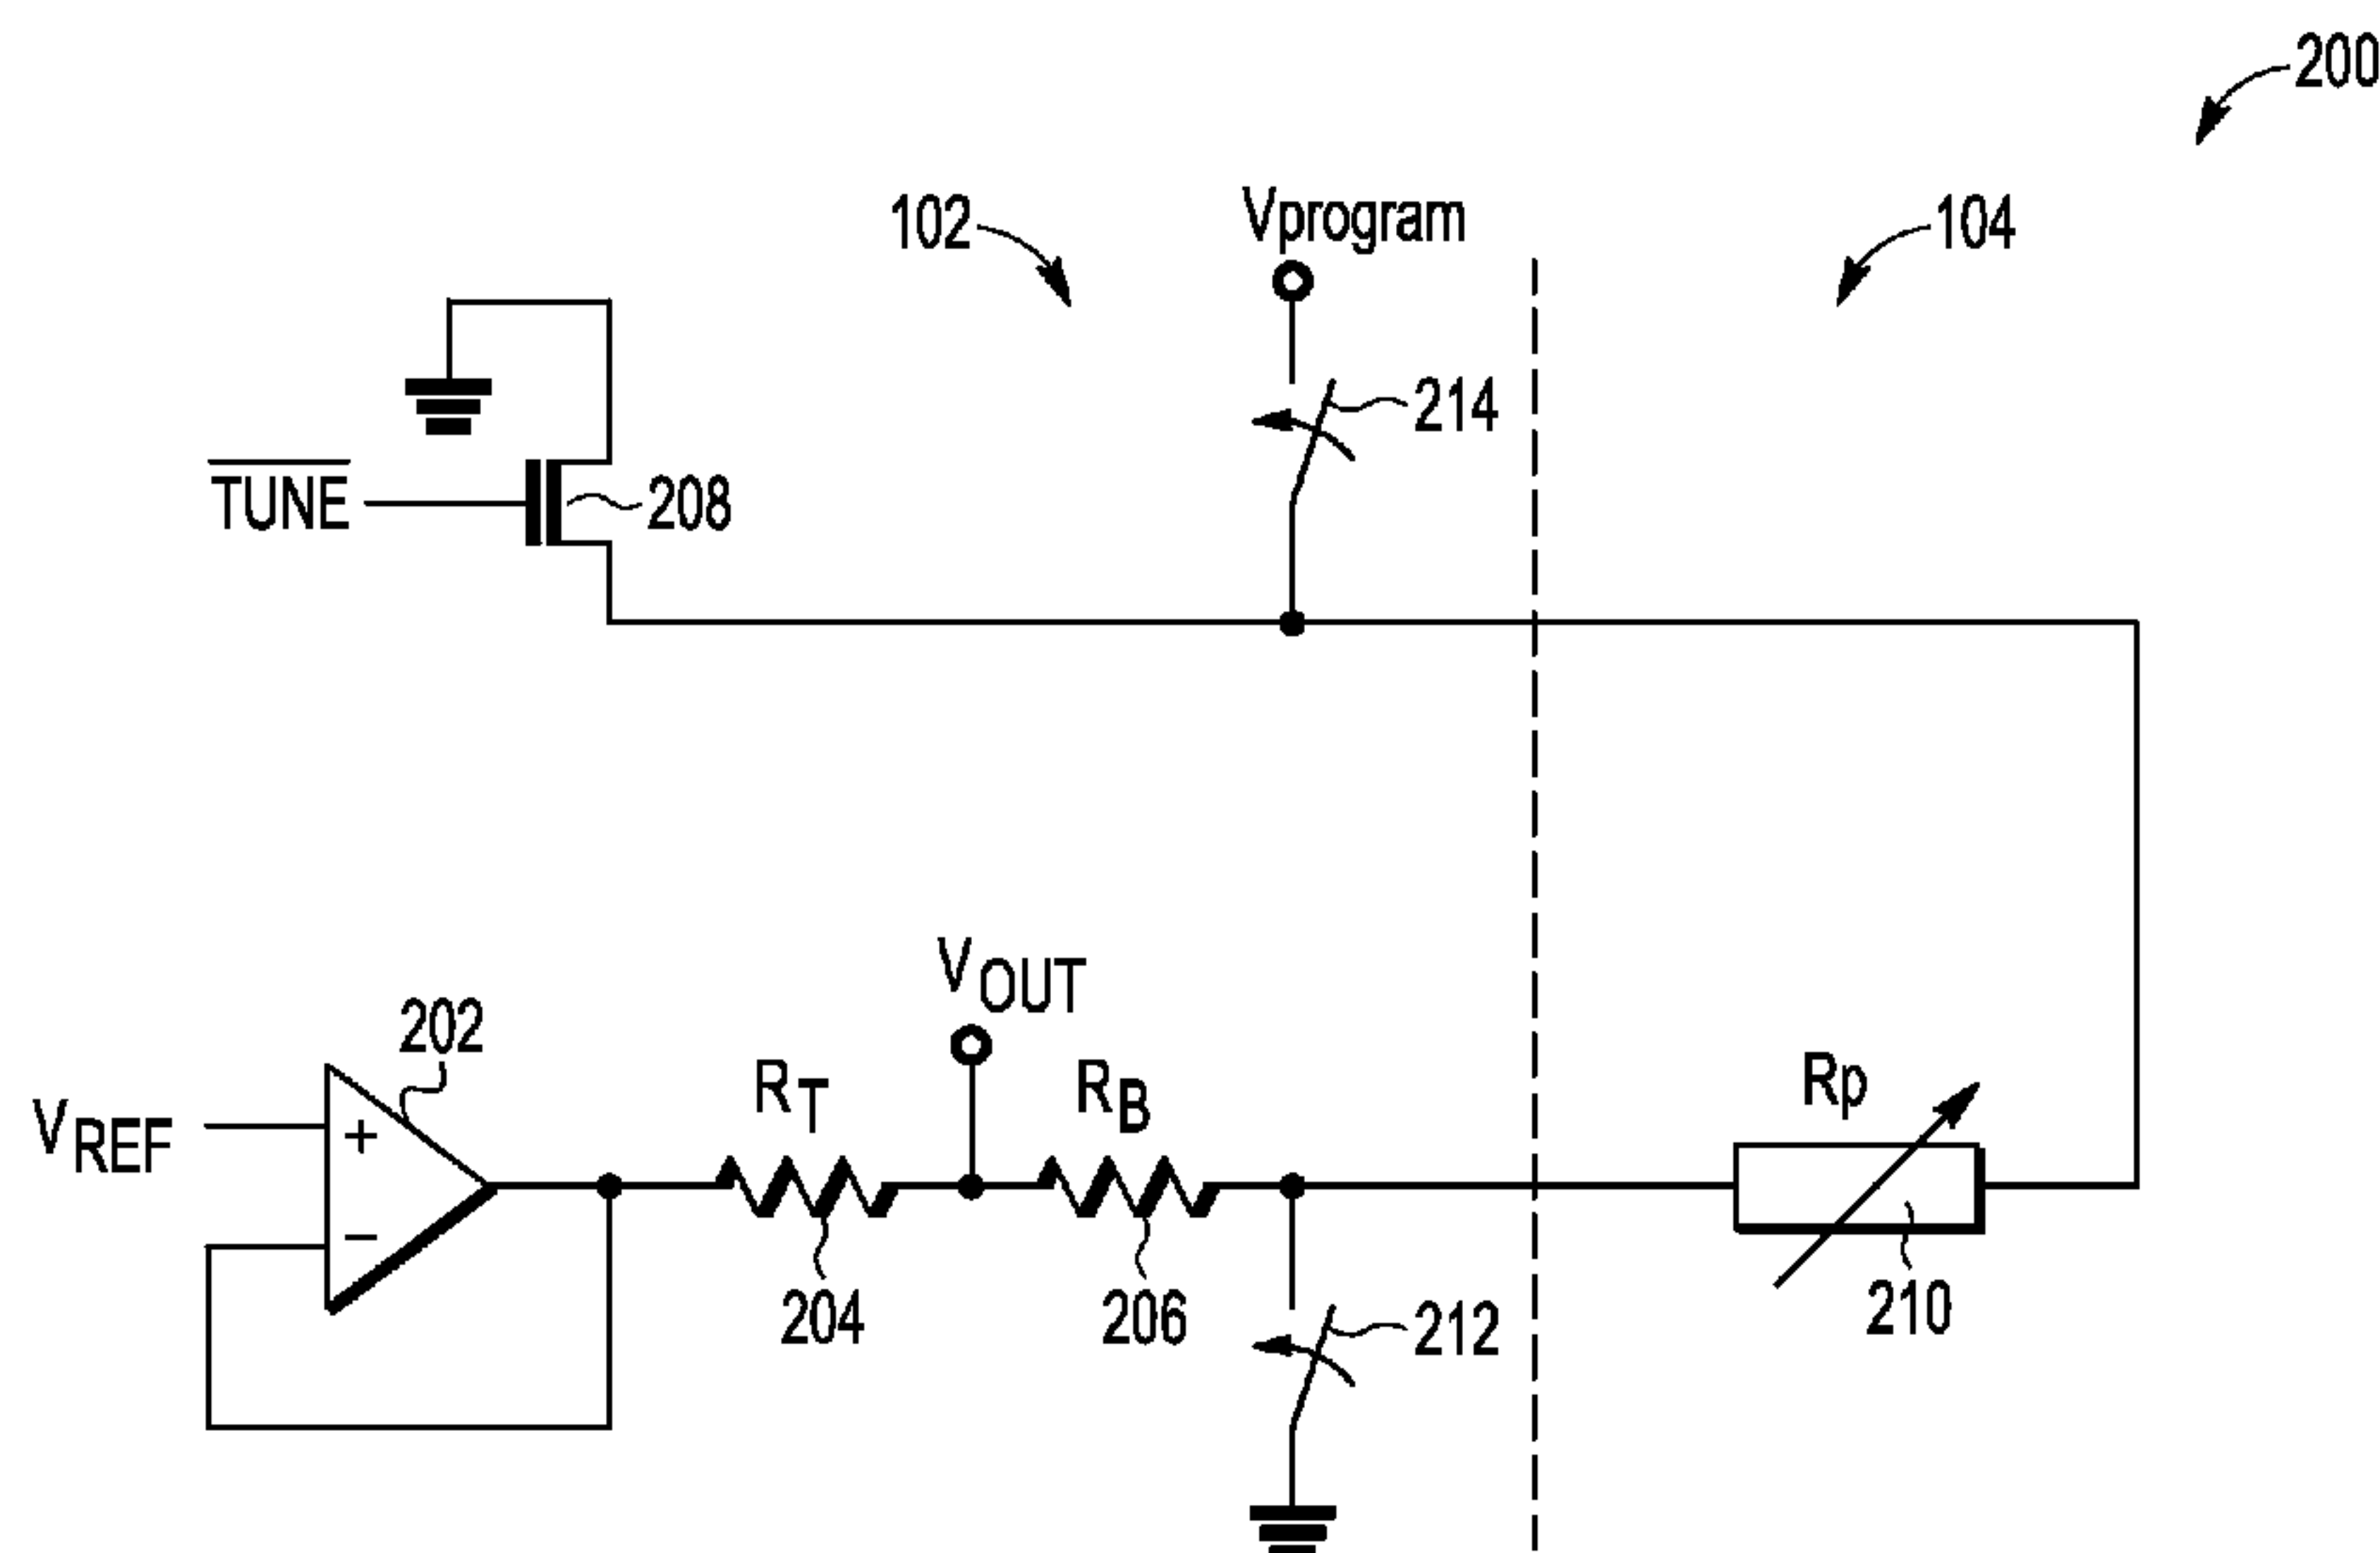 200
102
Vprogram
104
214
TUNE
208
VOUT
202
RT
RB
Rp
VREF
+
−
204
206
212
210